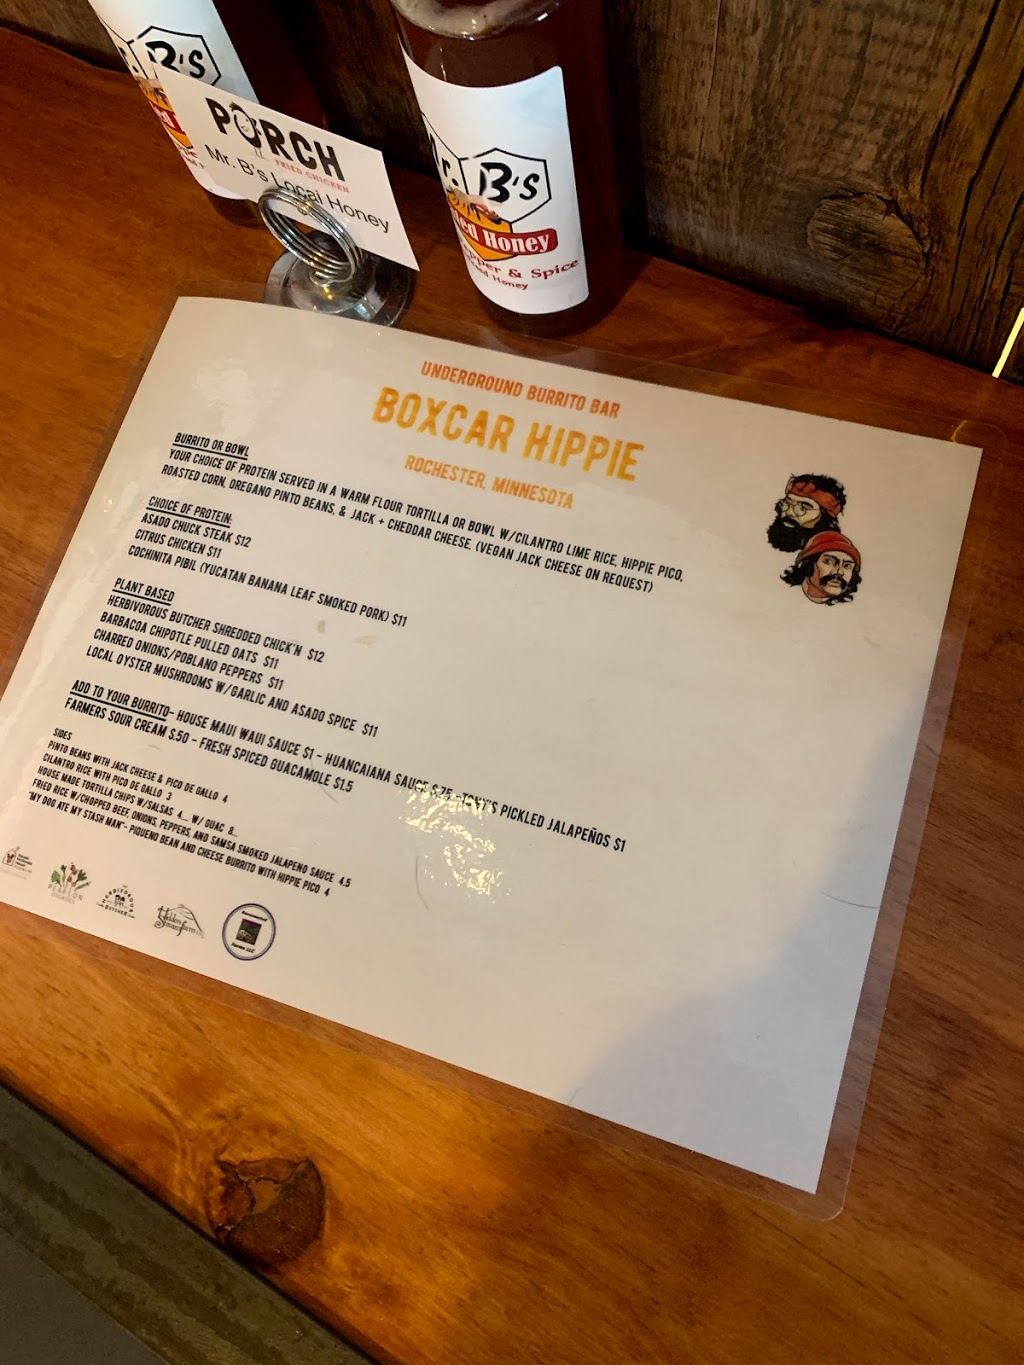 B's
PORCH
FRIED CHICKEN
Mr. B's Local Honey
Mr. B's
Honey
& Spice
Honey
UNDERGROUND BURRITO BAR
BOXCAR HIPPIE
ROCHESTER, MINNESOTA
BURRITO OR BOWL
YOUR CHOICE OF PROTEIN SERVED IN A WARM FLOUR TORTILLA OR BOWL W/CILANTRO LIME RICE, HIPPIE PICO,
ROASTED CORN, OREGANO PINTO BEANS, & JACK + CHEDDAR CHEESE. (VEGAN JACK CHEESE ON REQUEST)
CHOICE OF PROTEIN:
ASADO CHUCK STEAK $12
CITRUS CHICKEN $11
COCHINITA PIBIL (YUCATAN BANANA LEAF SMOKED PORK) $11
PLANT BASED
HERBIVOROUS BUTCHER SHREDDED CHICK'N $12
BARBACOA CHIPOTLE PULLED OATS $11
CHARRED ONIONS/POBLANO PEPPERS $11
LOCAL OYSTER MUSHROOMS W/GARLIC AND ASADO SPICE $11
ADD TO YOUR BURRITO- HOUSE MAUI WAUI SAUCE $1 - HUANCAIANA SAUCE $.75 -TONY'S PICKLED JALAPEÑOS $1
FARMERS SOUR CREAM $.50 - FRESH SPICED GUACAMOLE $1.5
SIDES
PINTO BEANS WITH JACK CHEESE & PICO DE GALLO 4
CILANTRO RICE WITH PICO DE GALLO 3
HOUSE MADE TORTILLA CHIPS W/SALSAS 4... W/ GUAC 8...
FRIED RICE W/CHOPPED BEEF, ONIONS, PEPPERS, AND SAMSA SMOKED JALAPENO SAUCE 4.5
"MY DOG ATE MY STASH MAN"- PIQUENO BEAN AND CHEESE BURRITO WITH HIPPIE PICO 4